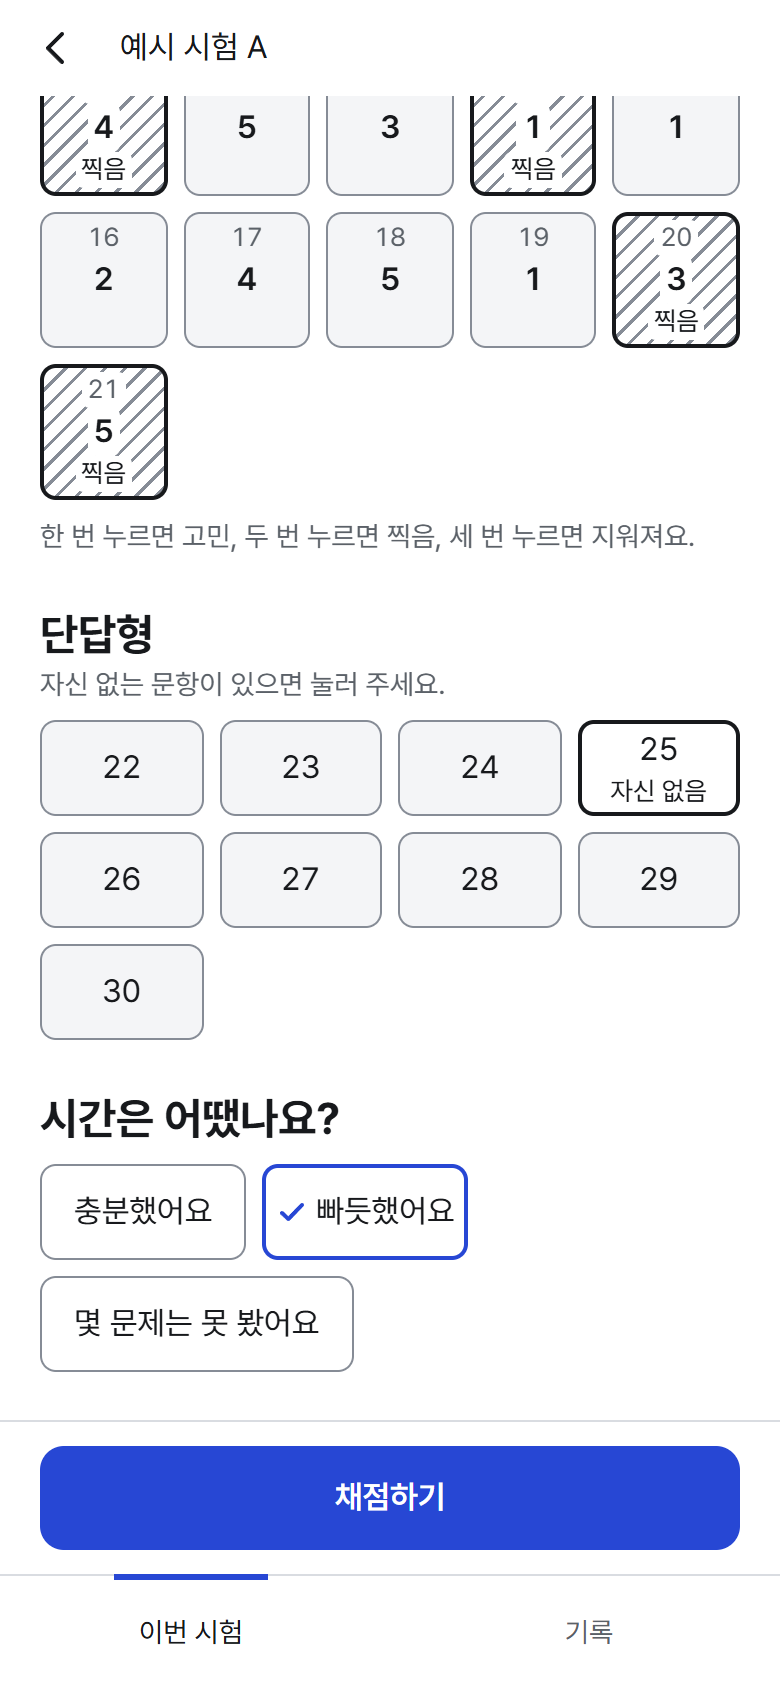 예시 시험 A
4 5 3 1 1
찍음 찍음
16 17 18 19 20
2 4 5 1 3
찍음
21
5
찍음
한 번 누르면 고민, 두 번 누르면 찍음, 세 번 누르면 지워져요.
단답형
자신 없는 문항이 있으면 눌러 주세요.
22 23 24 25
자신 없음
26 27 28 29
30
시간은 어땠나요?
충분했어요 빠듯했어요
몇 문제는 못 봤어요
채점하기
이번 시험 기록